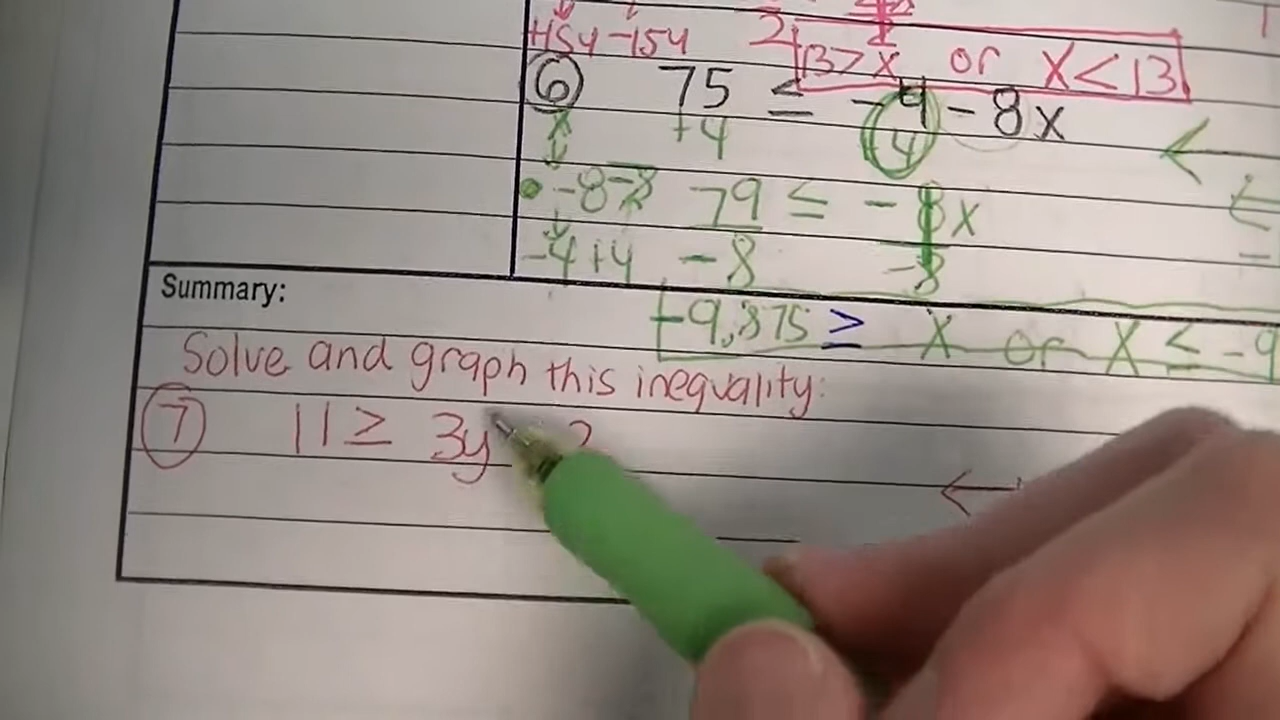 +154 -154
13 > x or x < 13
6 75 ≤ -4 - 8x
+4 +4
-8 79 ≤ -8x
-4 +4 -8 -8
Summary:
-9,875 ≥ x or x ≤ -9
Solve and graph this inequality:
7 11 ≥ 3y